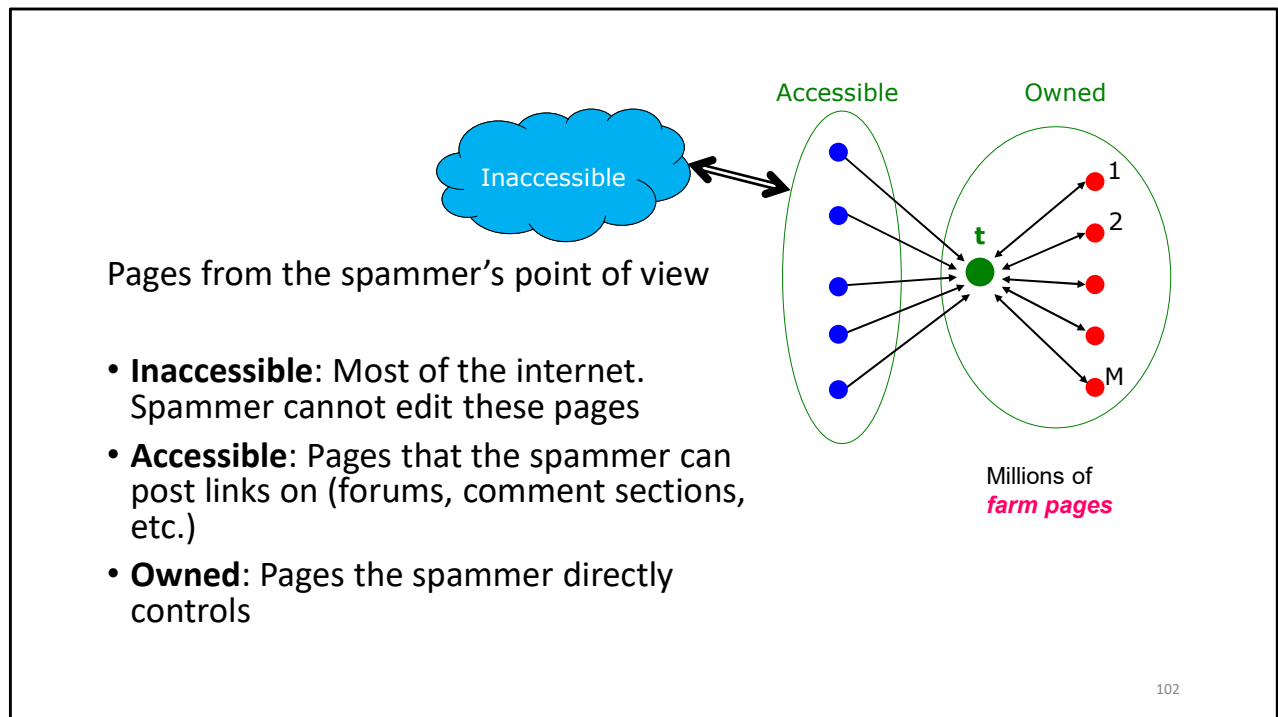 Accessible
Owned
Inaccessible
1
2
t
M
Pages from the spammer’s point of view
• Inaccessible: Most of the internet.
Spammer cannot edit these pages
• Accessible: Pages that the spammer can
post links on (forums, comment sections,
etc.)
• Owned: Pages the spammer directly
controls
Millions of
farm pages
102